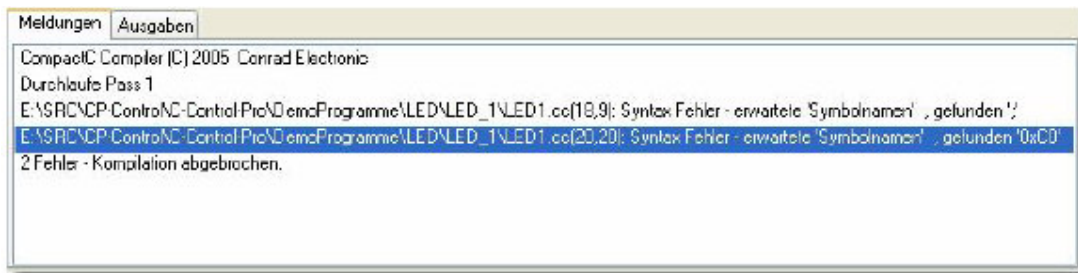 Meldungen Ausgaben
CompactC Compiler (C) 2005 Conrad Electronic
Durchlaufe Pass 1
E:\SRC\CP-Control\C-Control-Pro\DemoProgramme\LED\LED_1\LED1.cc(18,9): Syntax Fehler - erwartete 'Symbolnamen' , gefunden ';'
E:\SRC\CP-Control\C-Control-Pro\DemoProgramme\LED\LED_1\LED1.cc(20,20): Syntax Fehler - erwartete 'Symbolnamen' , gefunden '0xC0'
2 Fehler - Kompilation abgebrochen.